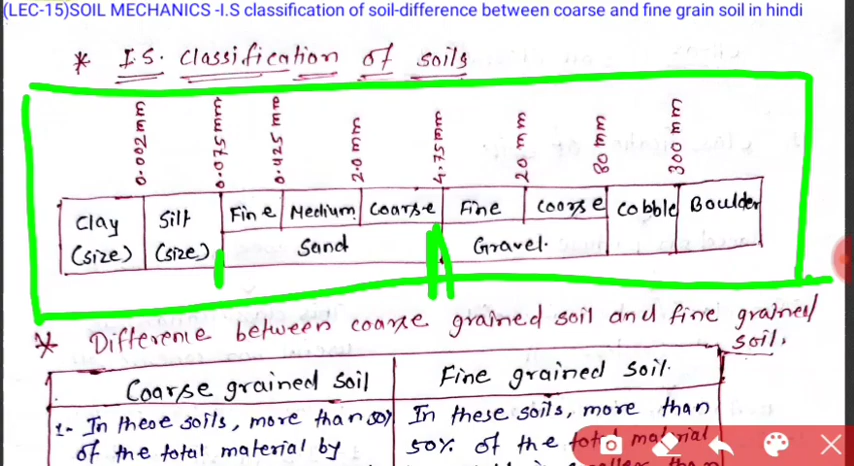 (LEC-15)SOIL MECHANICS -I.S classification of soil-difference between coarse and fine grain soil in hindi
* I.S. classification of soils
0.002 mm 0.075 mm 0.425 mm 2.0 mm 4.75 mm 20 mm 80 mm 300 mm
Clay (size) Silt (size) Fine Medium Coarse Fine coarse cobble Boulder
Sand Gravel.
* Difference between coarse grained soil and fine grained soil.
Coarse grained soil Fine grained soil.
1- In these soils, more than 50% In these soils, more than
of the total material by 50% of the total material